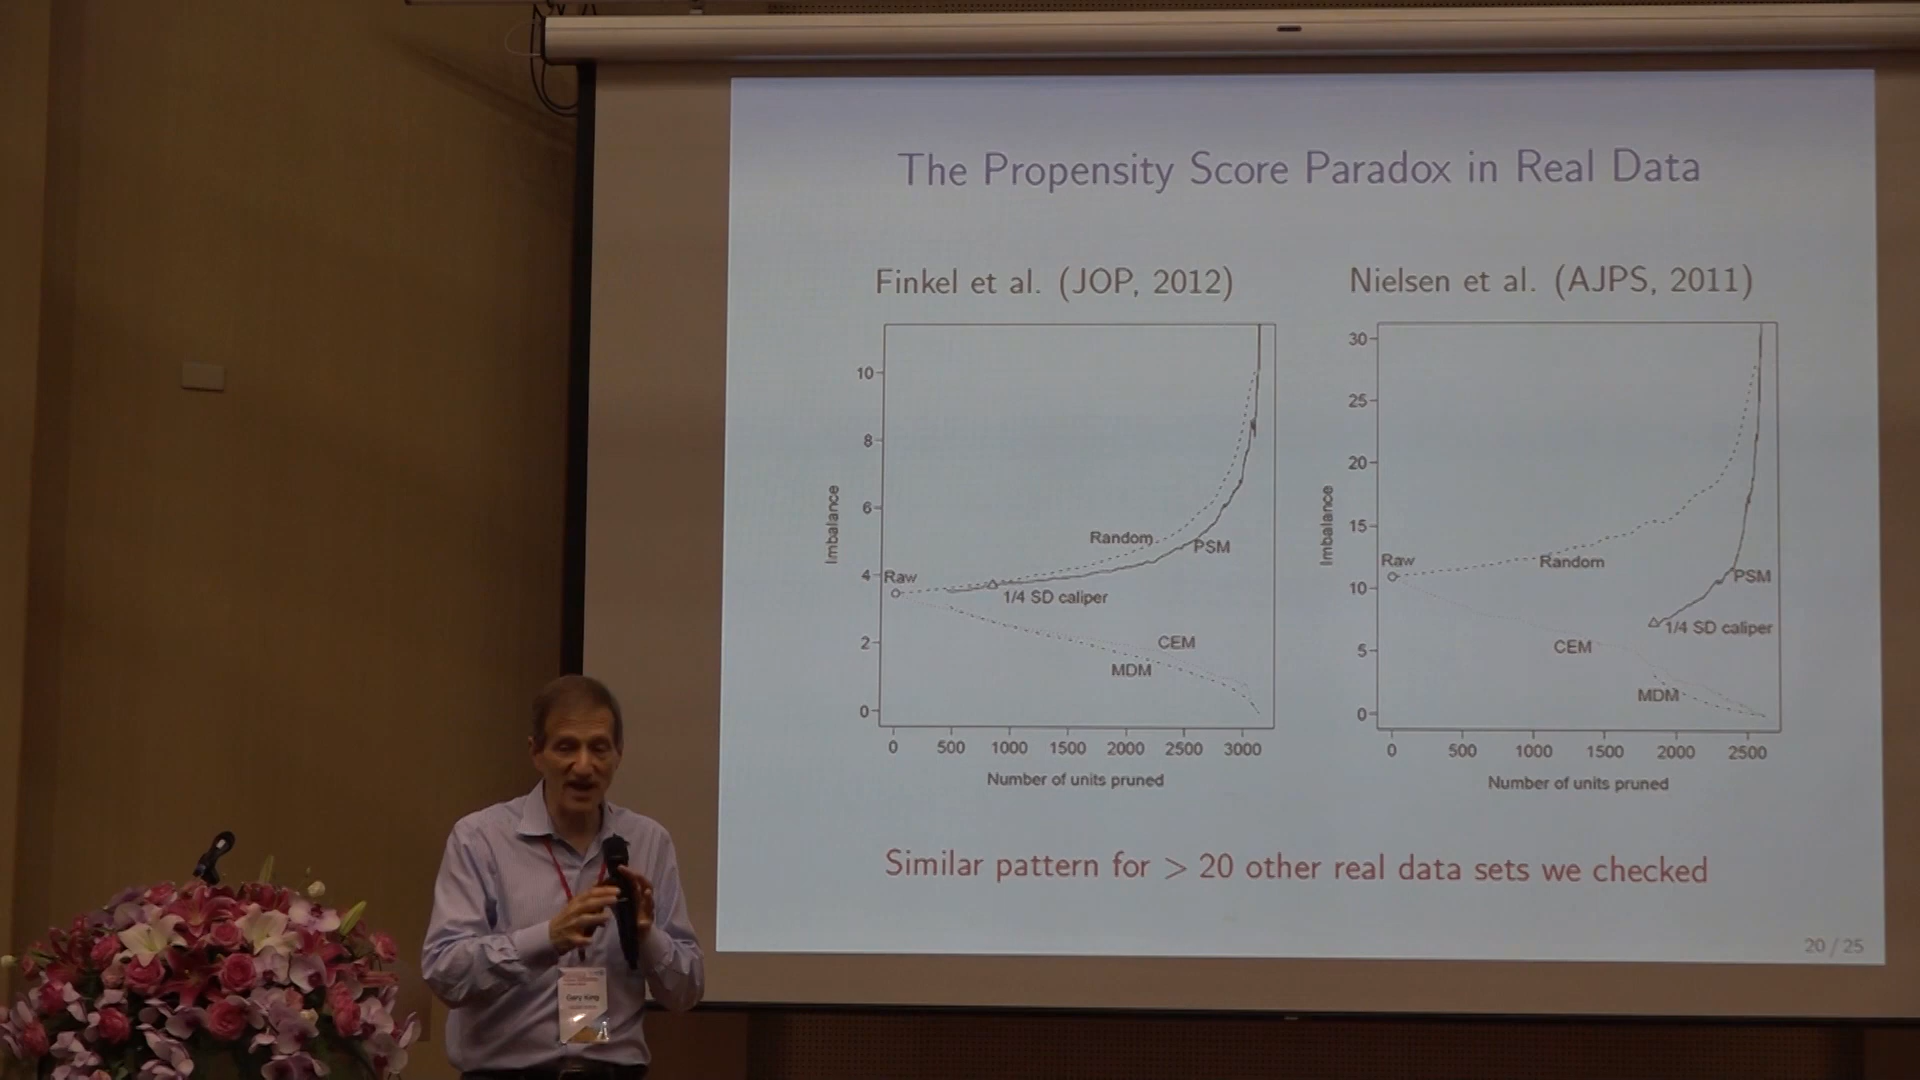 The Propensity Score Paradox in Real Data
Finkel et al. (JOP, 2012)
Imbalance
10
8
6
4
2
0
Raw
Random
PSM
1/4 SD caliper
CEM
MDM
0 500 1000 1500 2000 2500 3000
Number of units pruned
Nielsen et al. (AJPS, 2011)
Imbalance
30
25
20
15
10
5
0
Raw
Random
PSM
1/4 SD caliper
CEM
MDM
0 500 1000 1500 2000 2500
Number of units pruned
Similar pattern for > 20 other real data sets we checked
20 / 25
Gary King